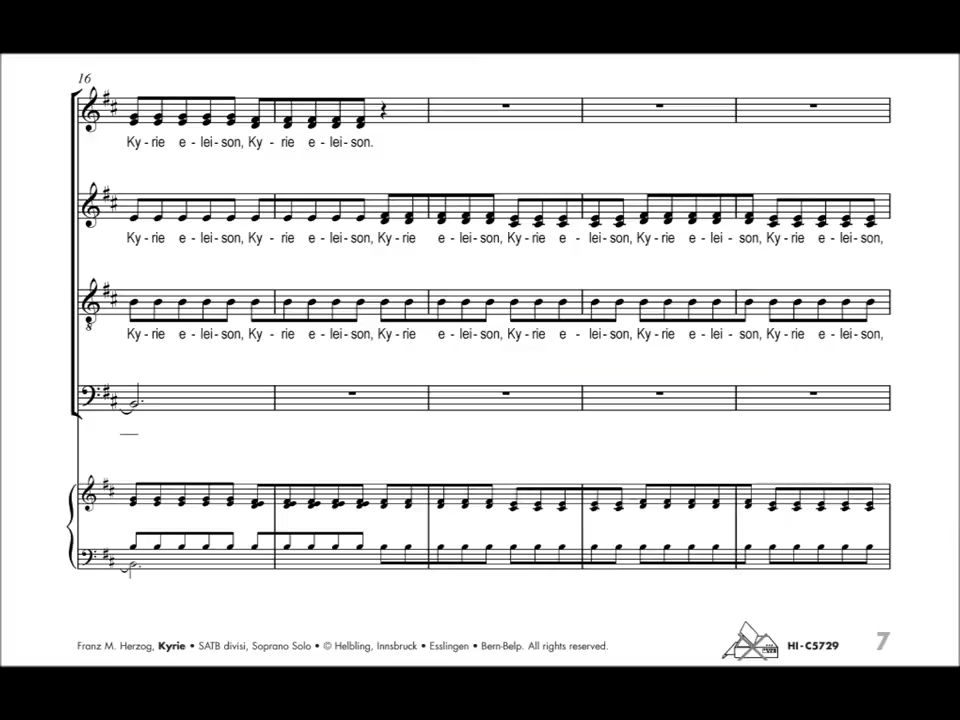 16
Ky - rie e - lei - son, Ky - rie e - lei - son.
Ky - rie e - lei - son, Ky - rie e - lei - son, Ky - rie e - lei - son, Ky - rie e - lei - son, Ky - rie e - lei - son, Ky - rie e - lei - son,
8
Ky - rie e - lei - son, Ky - rie e - lei - son, Ky - rie e - lei - son, Ky - rie e - lei - son, Ky - rie e - lei - son, Ky - rie e - lei - son,
Franz M. Herzog, Kyrie • SATB divisi, Soprano Solo • © Helbling, Innsbruck • Esslingen • Bern-Belp. All rights reserved.
HI-C5729
7